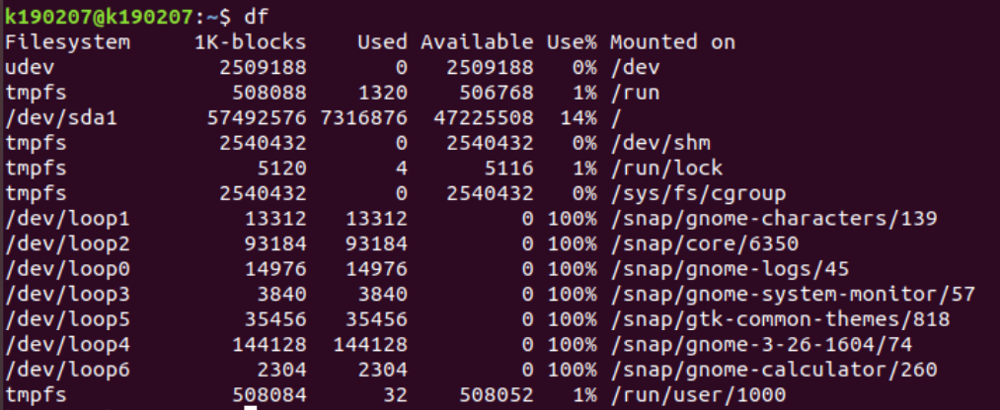 k190207@k190207:~$ df
Filesystem     1K-blocks    Used Available Use% Mounted on
udev             2509188       0   2509188   0% /dev
tmpfs             508088    1320    506768   1% /run
/dev/sda1       57492576 7316876  47225508  14% /
tmpfs            2540432       0   2540432   0% /dev/shm
tmpfs               5120       4      5116   1% /run/lock
tmpfs            2540432       0   2540432   0% /sys/fs/cgroup
/dev/loop1         13312   13312         0 100% /snap/gnome-characters/139
/dev/loop2         93184   93184         0 100% /snap/core/6350
/dev/loop0         14976   14976         0 100% /snap/gnome-logs/45
/dev/loop3          3840    3840         0 100% /snap/gnome-system-monitor/57
/dev/loop5         35456   35456         0 100% /snap/gtk-common-themes/818
/dev/loop4        144128  144128         0 100% /snap/gnome-3-26-1604/74
/dev/loop6          2304    2304         0 100% /snap/gnome-calculator/260
tmpfs             508084      32    508052   1% /run/user/1000